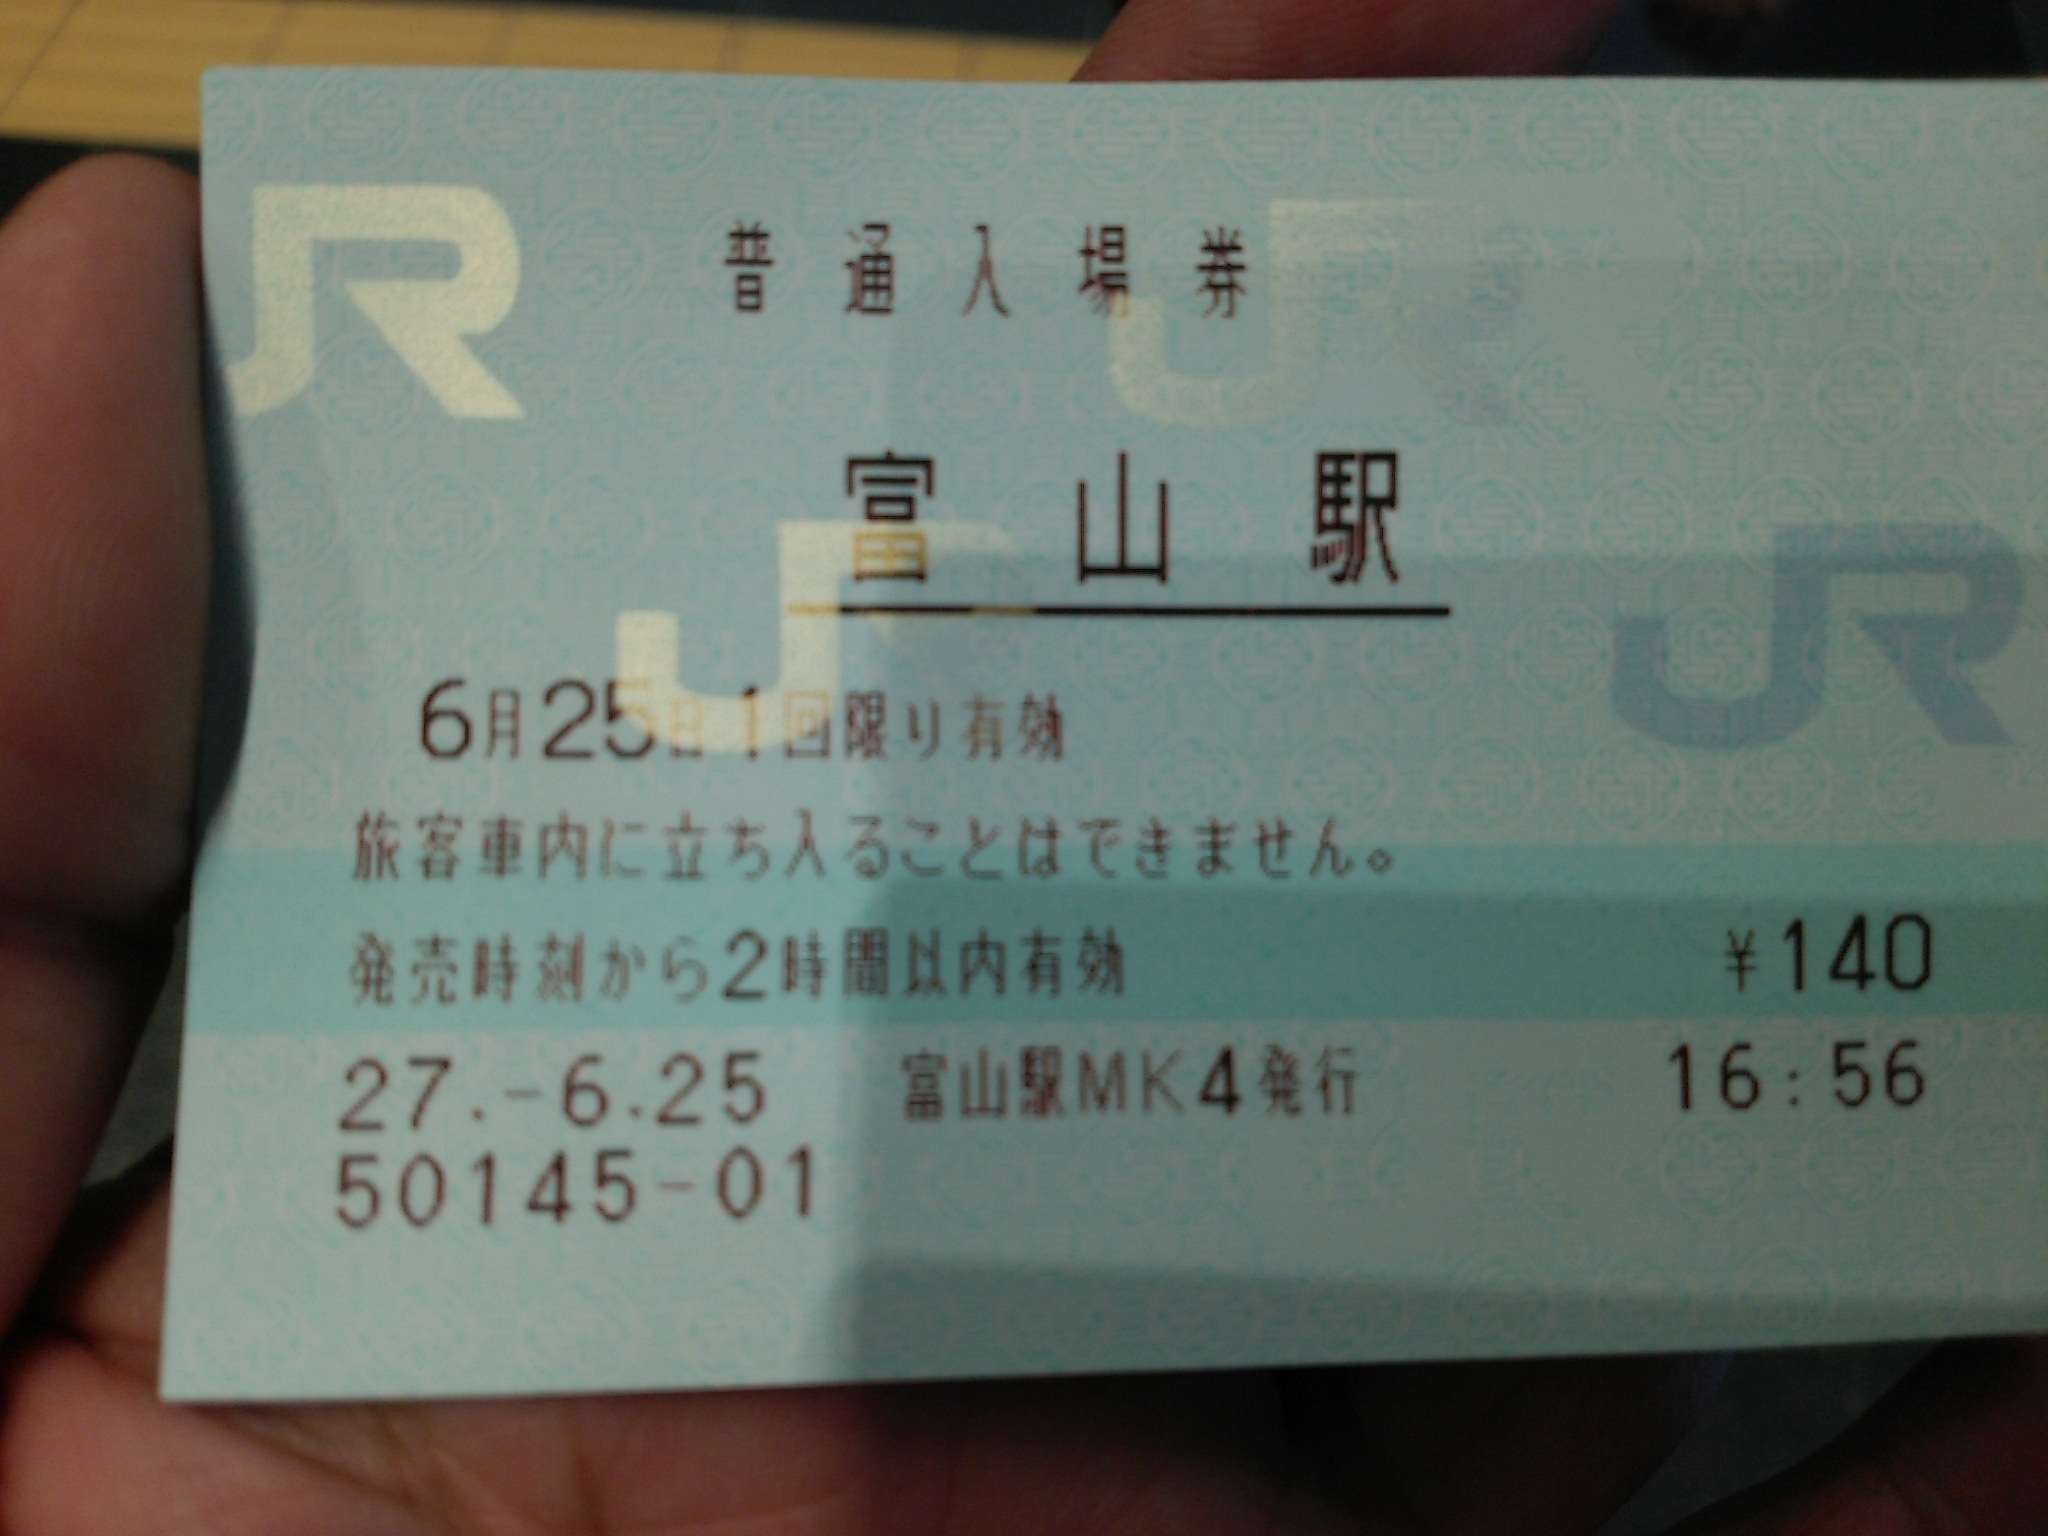 普通入場券
富山駅
6月25日1回限り有効
旅客車内に立ち入ることはできません。
発売時刻から2時間以内有効 ¥140
27.-6.25 富山駅MK4発行 16:56
50145-01
JR JR
JR JR